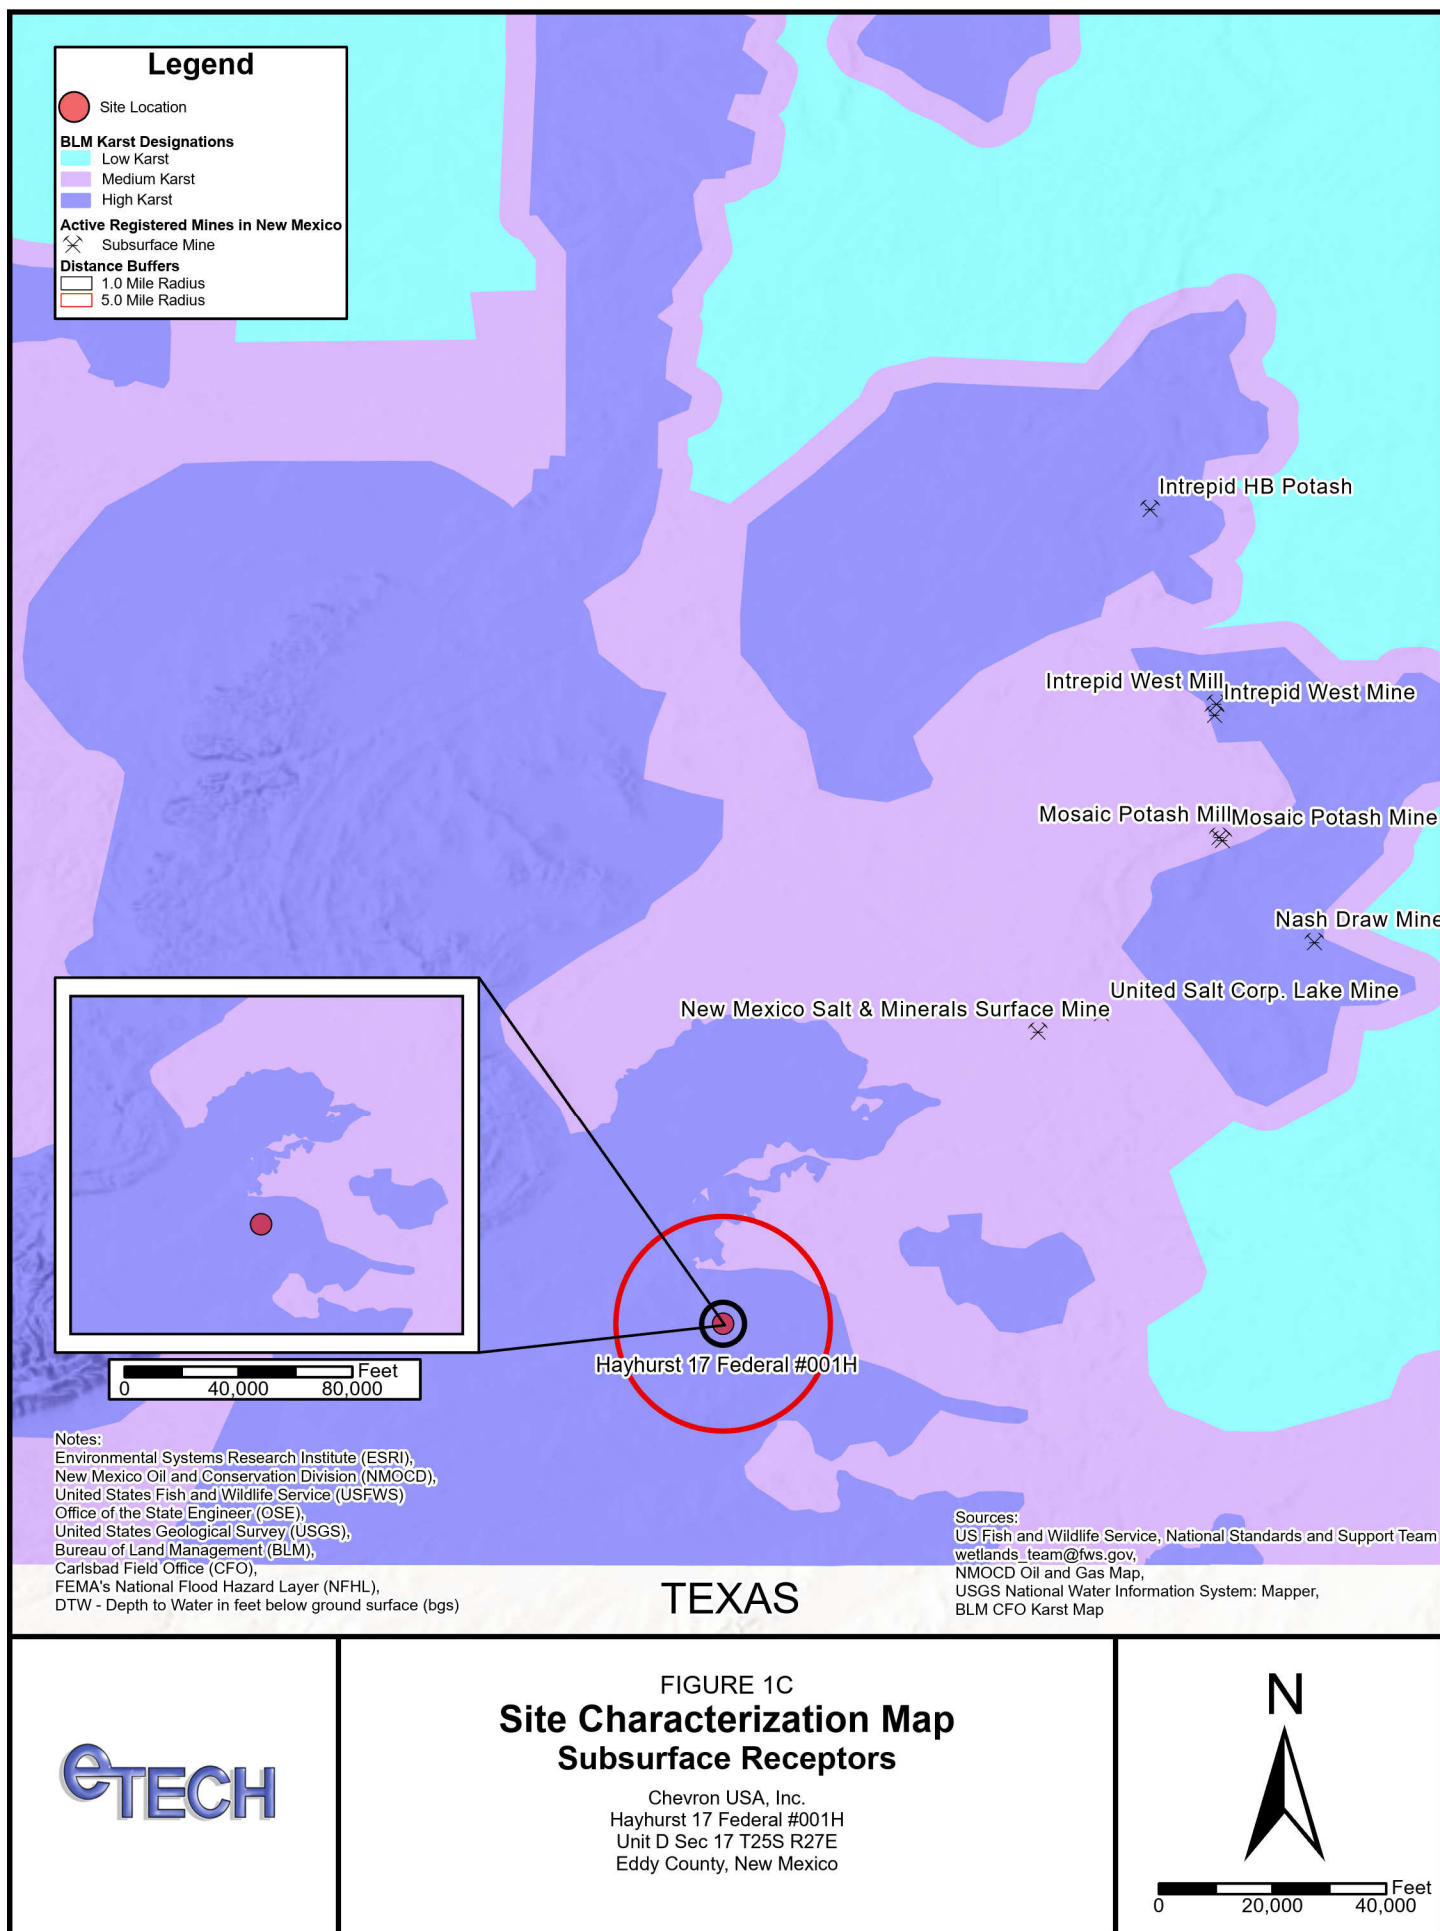 Legend
Site Location
BLM Karst Designations
Low Karst
Medium Karst
High Karst
Active Registered Mines in New Mexico
Subsurface Mine
Distance Buffers
1.0 Mile Radius
5.0 Mile Radius
Intrepid HB Potash
Intrepid West Mill
Intrepid West Mine
Mosaic Potash Mill
Mosaic Potash Mine
Nash Draw Mine
United Salt Corp. Lake Mine
New Mexico Salt & Minerals Surface Mine
Hayhurst 17 Federal #001H
Feet
0 40,000 80,000
Notes:
Environmental Systems Research Institute (ESRI),
New Mexico Oil and Conservation Division (NMOCD),
United States Fish and Wildlife Service (USFWS)
Office of the State Engineer (OSE),
United States Geological Survey (USGS),
Bureau of Land Management (BLM),
Carlsbad Field Office (CFO),
FEMA's National Flood Hazard Layer (NFHL),
DTW - Depth to Water in feet below ground surface (bgs)
TEXAS
Sources:
US Fish and Wildlife Service, National Standards and Support Team
wetlands_team@fws.gov,
NMOCD Oil and Gas Map,
USGS National Water Information System: Mapper,
BLM CFO Karst Map
eTECH
FIGURE 1C
Site Characterization Map
Subsurface Receptors
Chevron USA, Inc.
Hayhurst 17 Federal #001H
Unit D Sec 17 T25S R27E
Eddy County, New Mexico
N
Feet
0 20,000 40,000